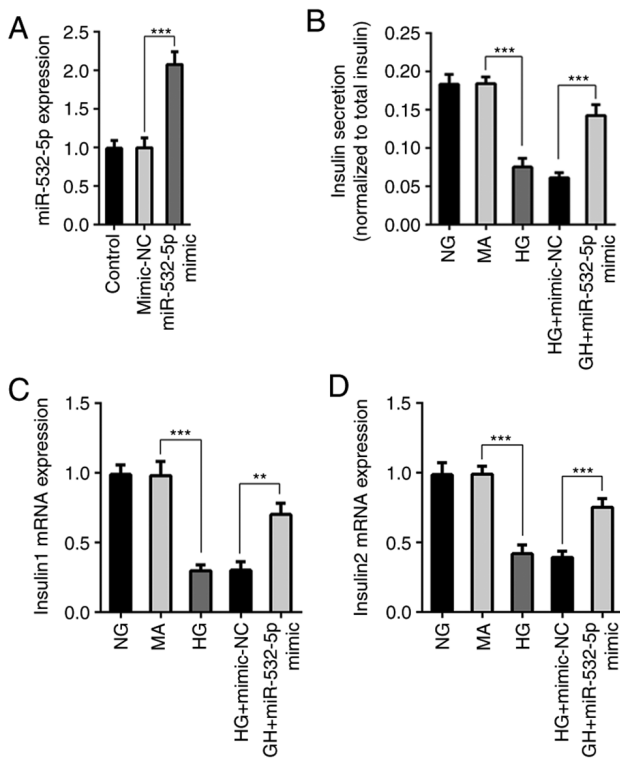 A
miR-532-5p expression
2.5
2.0
1.5
1.0
0.5
0.0
***
Control
Mimic-NC
miR-532-5p
mimic
B
Insulin secretion
(normalized to total insulin)
0.25
0.20
0.15
0.10
0.05
0.00
***
***
NG
MA
HG
HG+mimic-NC
GH+miR-532-5p
mimic
C
Insulin1 mRNA expression
1.5
1.0
0.5
0.0
***
**
NG
MA
HG
HG+mimic-NC
GH+miR-532-5p
mimic
D
Insulin2 mRNA expression
1.5
1.0
0.5
0.0
***
***
NG
MA
HG
HG+mimic-NC
GH+miR-532-5p
mimic